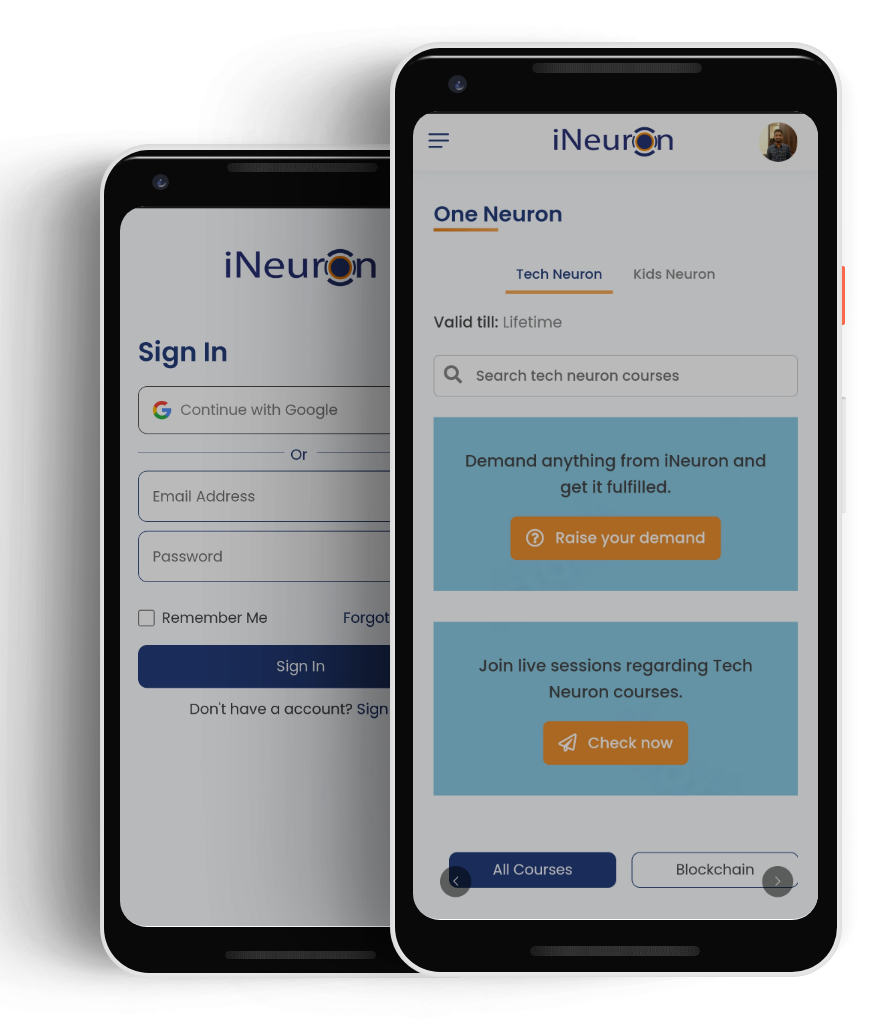 iNeuron
Sign In
Continue with Google
Or
Email Address
Password
Remember Me
Forgot
Sign In
Don't have a account? Sign
iNeuron
One Neuron
Tech Neuron
Kids Neuron
Valid till: Lifetime
Search tech neuron courses
Demand anything from iNeuron and
get it fulfilled.
Raise your demand
Join live sessions regarding Tech
Neuron courses.
Check now
All Courses
Blockchain